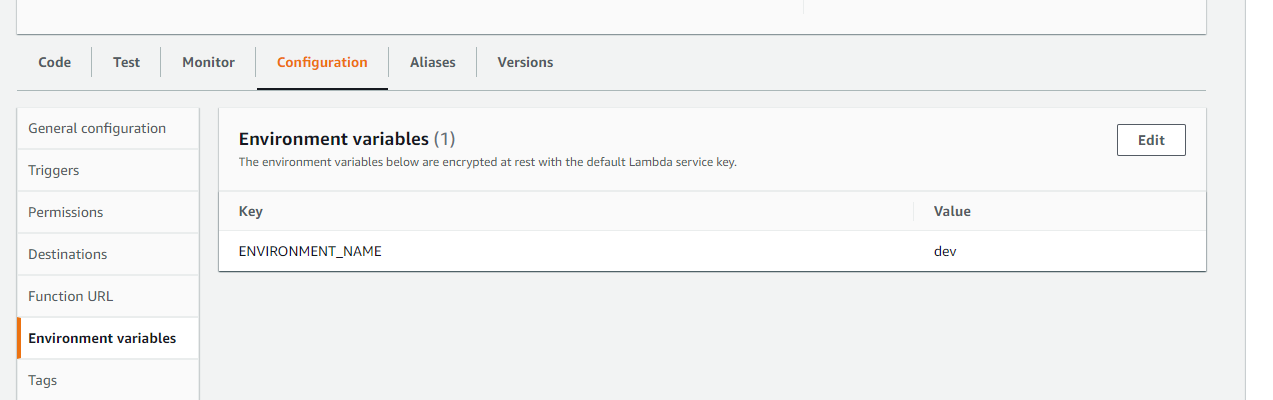 Code Test Monitor Configuration Aliases Versions
General configuration
Triggers
Permissions
Destinations
Function URL
Environment variables
Tags
Environment variables (1)
Edit
The environment variables below are encrypted at rest with the default Lambda service key.
Key Value
ENVIRONMENT_NAME dev